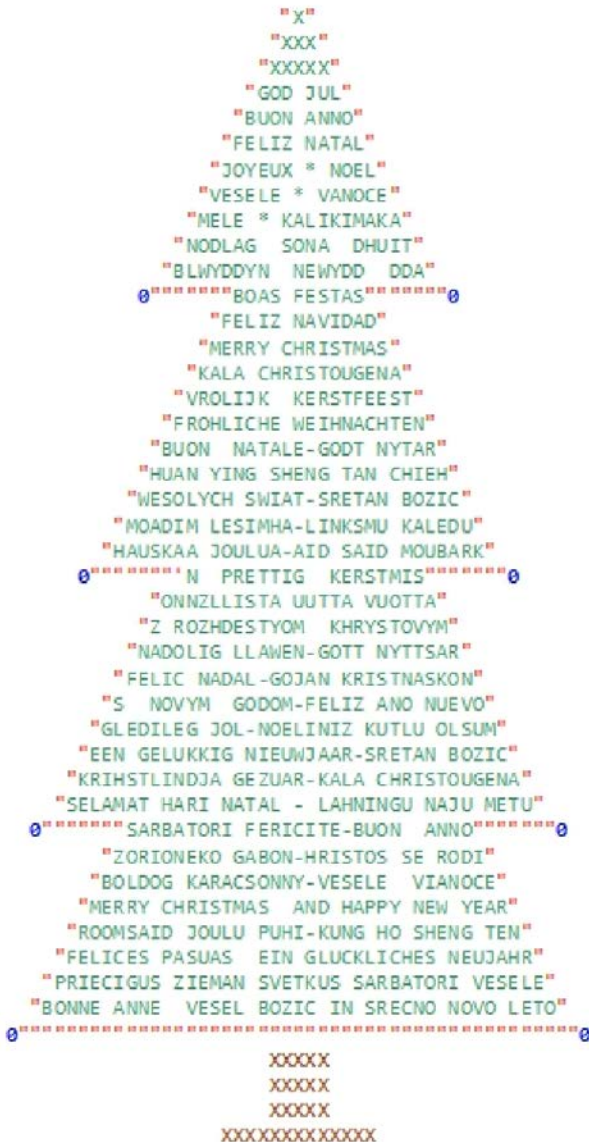 "X"
"XXX"
"XXXXX"
"GOD JUL"
"BUON ANNO"
"FELIZ NATAL"
"JOYEUX * NOEL"
"VESELE * VANOCE"
"MELE * KALIKIMAKA"
"NODLAG  SONA  DHUIT"
"BLWYDDYN  NEWYDD  DDA"
0"""""""BOAS FESTAS"""""""0
"FELIZ NAVIDAD"
"MERRY CHRISTMAS"
"KALA CHRISTOUGENA"
"VROLIJK  KERSTFEEST"
"FROHLICHE WEIHNACHTEN"
"BUON  NATALE-GODT NYTAR"
"HUAN YING SHENG TAN CHIEH"
"WESOLYCH SWIAT-SRETAN BOZIC"
"MOADIM LESIMHA-LINKSMU KALEDU"
"HAUSKAA JOULUA-AID SAID MOUBARK"
0""""""""'N  PRETTIG  KERSTMIS"""""""0
"ONNZLLISTA UUTTA VUOTTA"
"Z ROZHDESTYOM  KHRYSTOVYM"
"NADOLIG LLAWEN-GOTT NYTTSAR"
"FELIC NADAL-GOJAN KRISTNASKON"
"S  NOVYM  GODOM-FELIZ ANO NUEVO"
"GLEDILEG JOL-NOELINIZ KUTLU OLSUM"
"EEN GELUKKIG NIEUWJAAR-SRETAN BOZIC"
"KRIHSTLINDJA GEZUAR-KALA CHRISTOUGENA"
"SELAMAT HARI NATAL - LAHNINGU NAJU METU"
0"""""""SARBATORI FERICITE-BUON  ANNO"""""""0
"ZORIONEKO GABON-HRISTOS SE RODI"
"BOLDOG KARACSONNY-VESELE  VIANOCE"
"MERRY CHRISTMAS  AND HAPPY NEW YEAR"
"ROOMSAID JOULU PUHI-KUNG HO SHENG TEN"
"FELICES PASUAS  EIN GLUCKLICHES NEUJAHR"
"PRIECIGUS ZIEMAN SVETKUS SARBATORI VESELE"
"BONNE ANNE  VESEL BOZIC IN SRECNO NOVO LETO"
0"""""""""""""""""""""""""""""""""""""""""""""""0
XXXXX
XXXXX
XXXXX
XXXXXXXXXXXXX